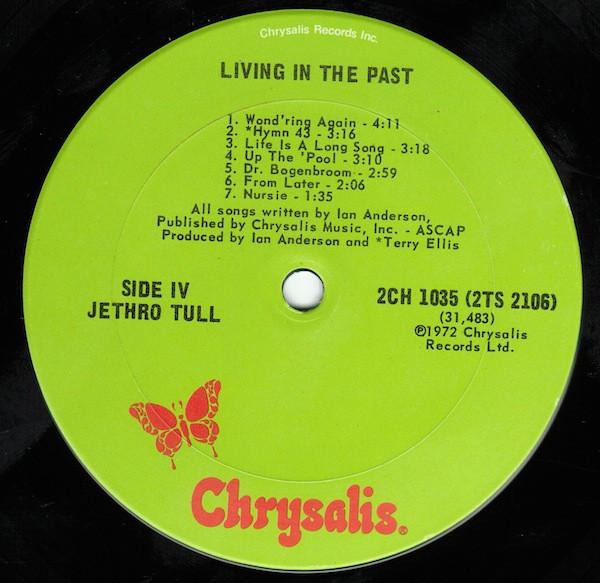 Chrysalis Records Inc.
LIVING IN THE PAST
1. Wond'ring Again - 4:11
2. *Hymn 43 - 3:16
3. Life Is A Long Song - 3:18
4. Up The 'Pool - 3:10
5. Dr. Bogenbroom - 2:59
6. From Later - 2:06
7. Nursie - 1:35
All songs written by Ian Anderson,
Published by Chrysalis Music, Inc. - ASCAP
Produced by Ian Anderson and *Terry Ellis
SIDE IV
JETHRO TULL
2CH 1035 (2TS 2106)
(31,483)
℗1972 Chrysalis
Records Ltd.
Chrysalis®